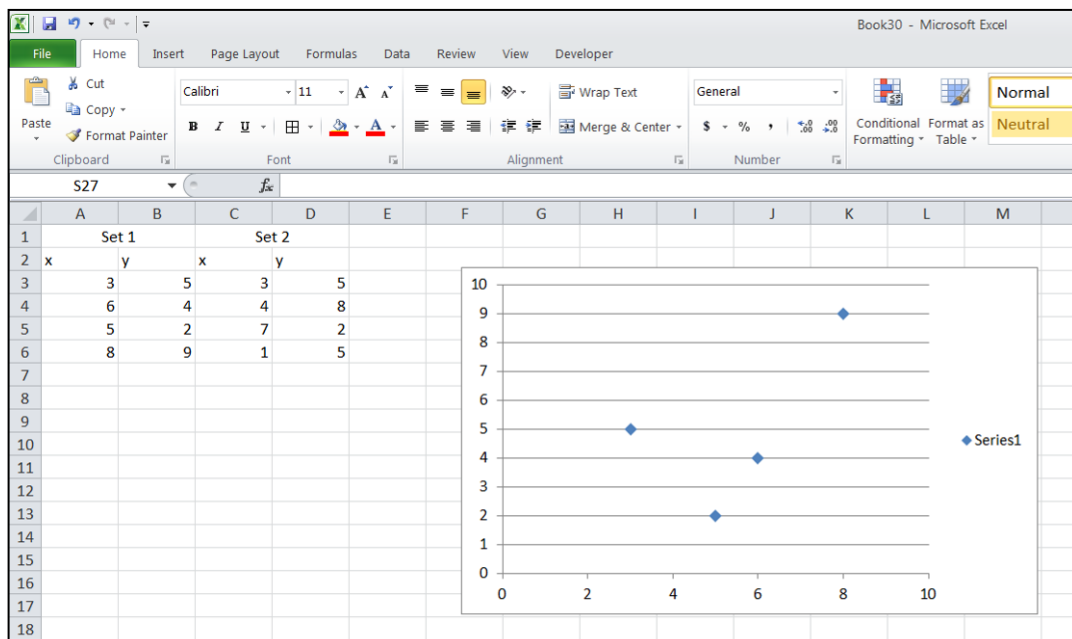 Book30 - Microsoft Excel
File Home Insert Page Layout Formulas Data Review View Developer
Paste
Cut
Copy
Format Painter
Clipboard
Calibri 11 A A
B I U A
Font
Wrap Text
Merge & Center
Alignment
General
$ % , .0 .00 .00 .0
Number
Conditional Formatting
Format as Table
Normal
Neutral
S27 fx
A B C D E F G H I J K L M
1 Set 1 Set 2
2 x y x y
3 3 5 3 5
4 6 4 4 8
5 5 2 7 2
6 8 9 1 5
7
8
9
10
11
12
13
14
15
16
17
18
10
9
8
7
6
5
4
3
2
1
0
0 2 4 6 8 10
Series1